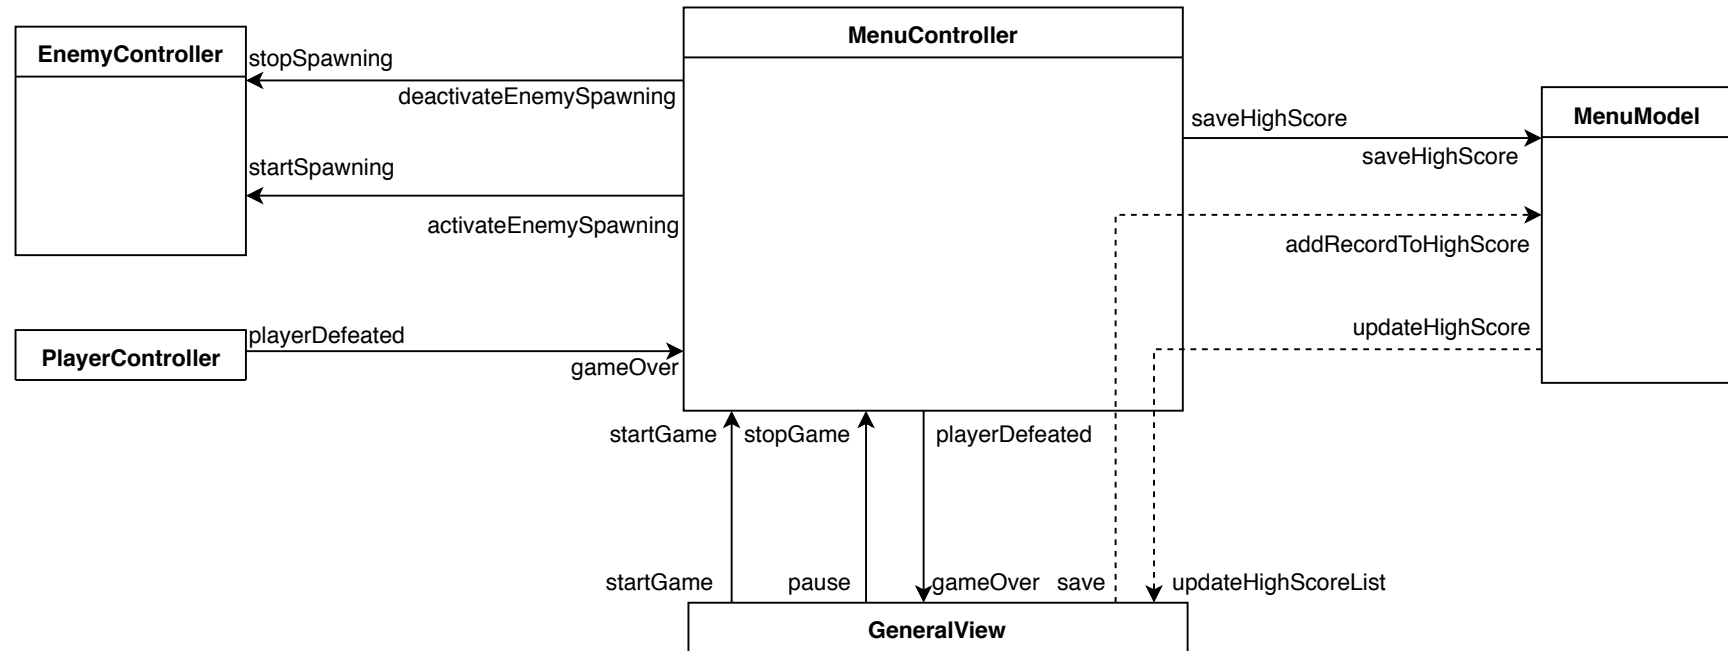 MenuController
EnemyController
stopSpawning
deactivateEnemySpawning
MenuModel
saveHighScore
saveHighScore
startSpawning
activateEnemySpawning
addRecordToHighScore
updateHighScore
playerDefeated
PlayerController
gameOver
startGame
stopGame
playerDefeated
startGame
pause
gameOver
save
updateHighScoreList
GeneralView